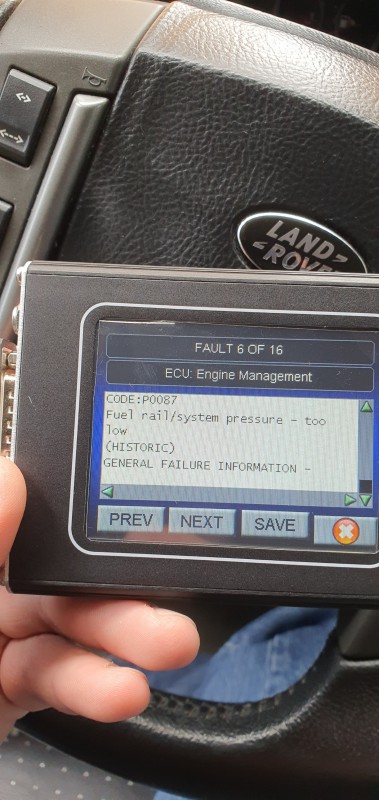 LAND
ROVER
FAULT 6 OF 16
ECU: Engine Management
CODE:P0087
Fuel rail/system pressure - too
low
(HISTORIC)
GENERAL FAILURE INFORMATION -
PREV NEXT SAVE